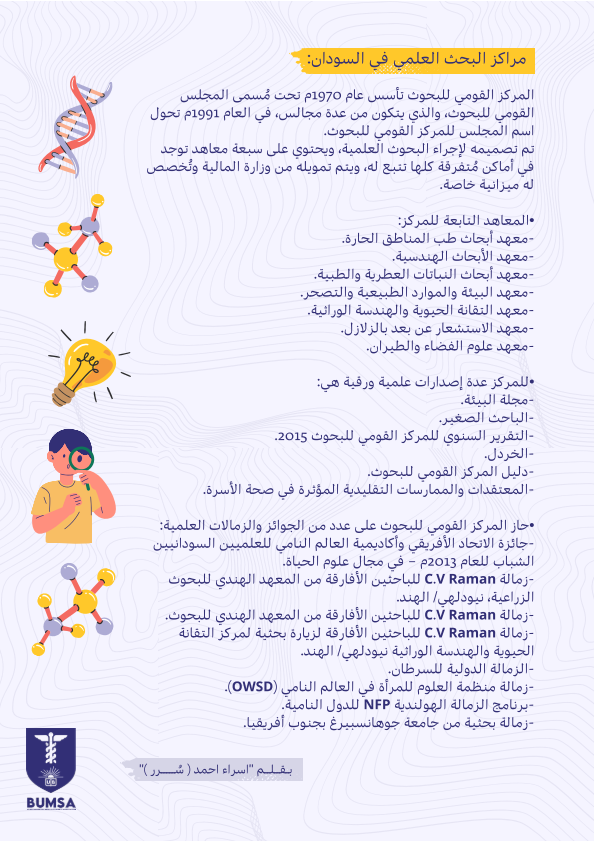 مراكز البحث العلمي في السودان:
المركز القومي للبحوث تأسس عام 1970م تحت مُسمى المجلس
القومي للبحوث، والذي يتكون من عدة مجالس، في العام 1991م تحول
اسم المجلس للمركز القومي للبحوث.
تم تصميمه لإجراء البحوث العلمية، ويحتوي على سبعة معاهد توجد
في أماكن مُتفرقة كلها تتبع له، ويتم تمويله من وزارة المالية وتُخصص
له ميزانية خاصة.
•المعاهد التابعة للمركز:
-معهد أبحاث طب المناطق الحارة.
-معهد الأبحاث الهندسية.
-معهد أبحاث النباتات العطرية والطبية.
-معهد البيئة والموارد الطبيعية والتصحر.
-معهد التقانة الحيوية والهندسة الوراثية.
-معهد الاستشعار عن بعد بالزلازل.
-معهد علوم الفضاء والطيران.
•للمركز عدة إصدارات علمية ورقية هي:
-مجلة البيئة.
-الباحث الصغير.
-التقرير السنوي للمركز القومي للبحوث 2015.
-الخردل.
-دليل المركز القومي للبحوث.
-المعتقدات والممارسات التقليدية المؤثرة في صحة الأسرة.
•حاز المركز القومي للبحوث على عدد من الجوائز والزمالات العلمية:
-جائزة الاتحاد الأفريقي وأكاديمية العالم النامي للعلميين السودانيين
الشباب للعام 2013م – في مجال علوم الحياة.
-زمالة C.V Raman للباحثين الأفارقة من المعهد الهندي للبحوث
الزراعية، نيودلهي/ الهند.
-زمالة C.V Raman للباحثين الأفارقة من المعهد الهندي للبحوث.
-زمالة C.V Raman للباحثين الأفارقة لزيارة بحثية لمركز التقانة
الحيوية والهندسة الوراثية نيودلهي/ الهند.
-الزمالة الدولية للسرطان.
-زمالة منظمة العلوم للمرأة في العالم النامي (OWSD).
-برنامج الزمالة الهولندية NFP للدول النامية.
-زمالة بحثية من جامعة جوهانسبيرغ بجنوب أفريقيا.
بـقـلـــم "اسراء احمد ( سُـــــرر )"
BUMSA